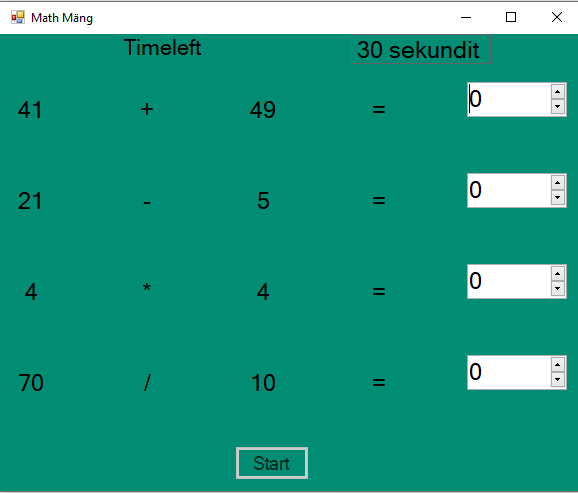 Math Mäng
Timeleft 30 sekundit
41 + 49 = 0
21 - 5 = 0
4 * 4 = 0
70 / 10 = 0
Start